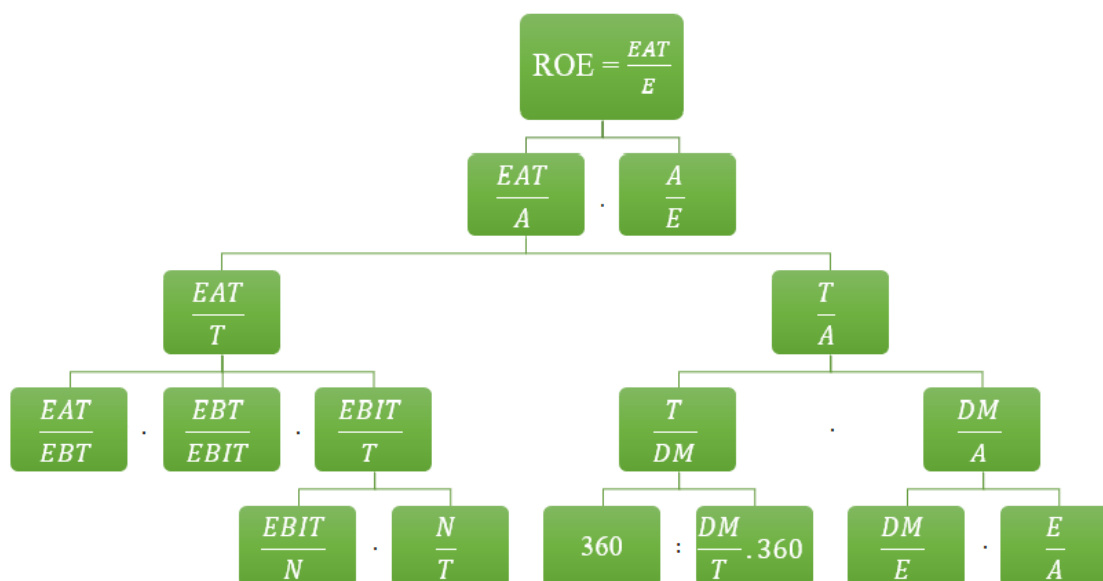 ROE = EAT/E
EAT/A . A/E
EAT/T T/A
EAT/EBT . EBT/EBIT . EBIT/T T/DM . DM/A
EBIT/N . N/T 360 : DM/T . 360 DM/E . E/A